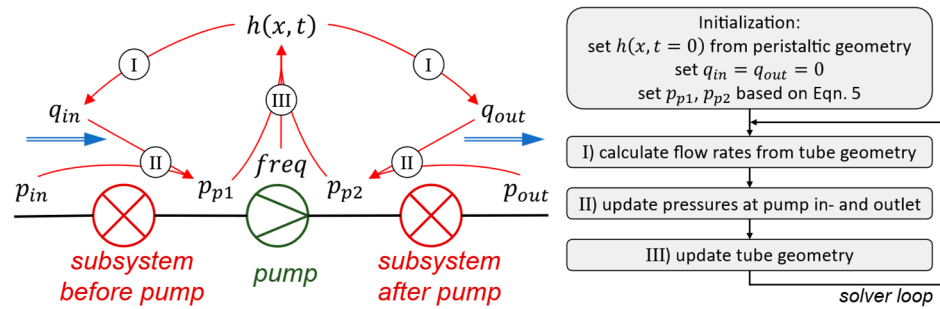 h(x, t)
I
I
q_in
q_out
III
II
II
freq
p_in
p_p1
p_p2
p_out
subsystem
before pump
pump
subsystem
after pump
Initialization:
set h(x, t = 0) from peristaltic geometry
set q_in = q_out = 0
set p_p1, p_p2 based on Eqn. 5
I) calculate flow rates from tube geometry
II) update pressures at pump in- and outlet
III) update tube geometry
solver loop